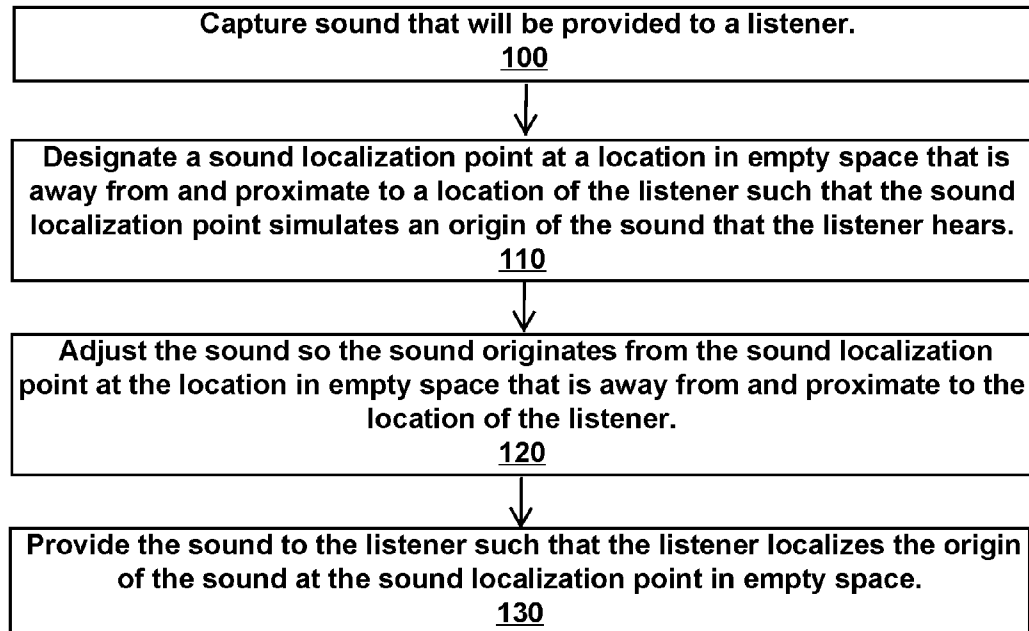 Capture sound that will be provided to a listener.
100
Designate a sound localization point at a location in empty space that is
away from and proximate to a location of the listener such that the sound
localization point simulates an origin of the sound that the listener hears.
110
Adjust the sound so the sound originates from the sound localization
point at the location in empty space that is away from and proximate to the
location of the listener.
120
Provide the sound to the listener such that the listener localizes the origin
of the sound at the sound localization point in empty space.
130